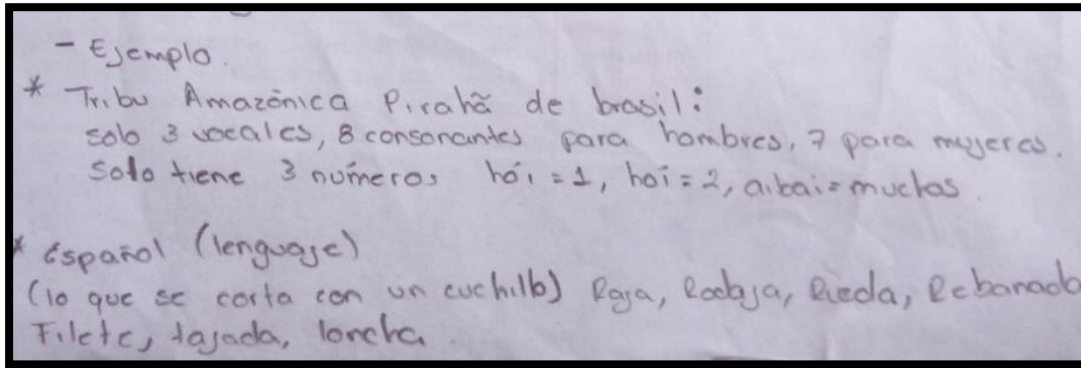 - Ejemplo.
* Tribu Amazónica Pirahã de brasil:
solo 3 vocales, 8 consonantes para hombres, 7 para mujeres.
Solo tiene 3 números hói = 1, hoí = 2, aibai = muchos.
* Español (lenguaje)
(lo que se corta con un cuchillo) Raja, Rodaja, Rueda, Rebanada
Filete, tajada, loncha.